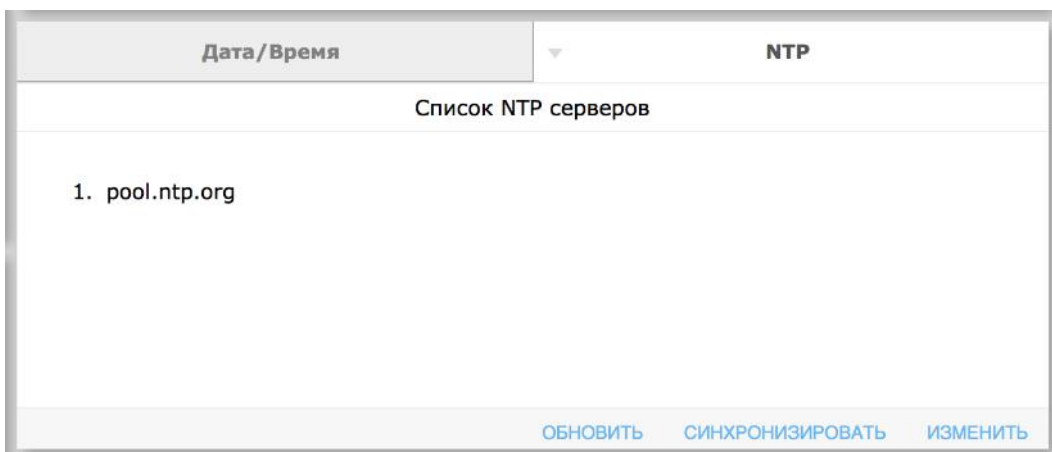 Дата/Время NTP
Список NTP серверов
1. pool.ntp.org
ОБНОВИТЬ СИНХРОНИЗИРОВАТЬ ИЗМЕНИТЬ